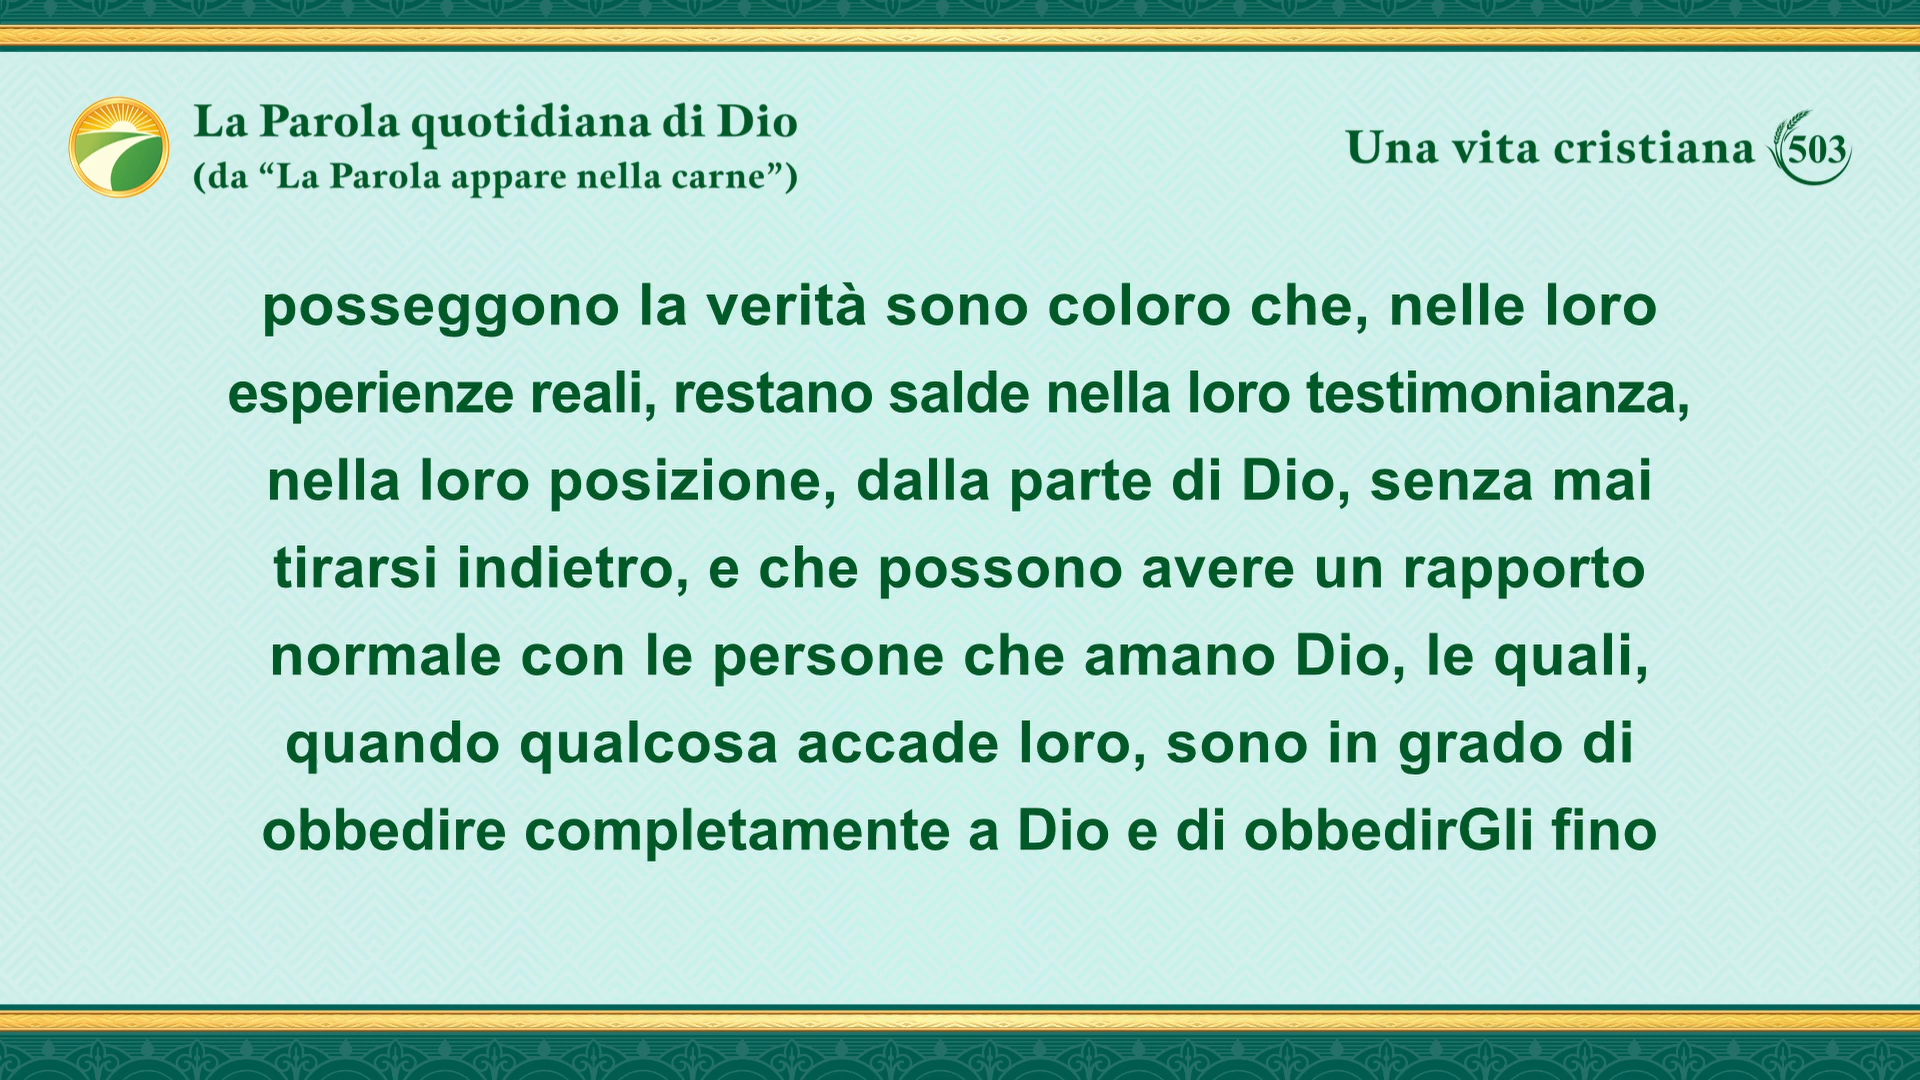 La Parola quotidiana di Dio
(da “La Parola appare nella carne”)
Una vita cristiana 503
posseggono la verità sono coloro che, nelle loro
esperienze reali, restano salde nella loro testimonianza,
nella loro posizione, dalla parte di Dio, senza mai
tirarsi indietro, e che possono avere un rapporto
normale con le persone che amano Dio, le quali,
quando qualcosa accade loro, sono in grado di
obbedire completamente a Dio e di obbedirGli fino